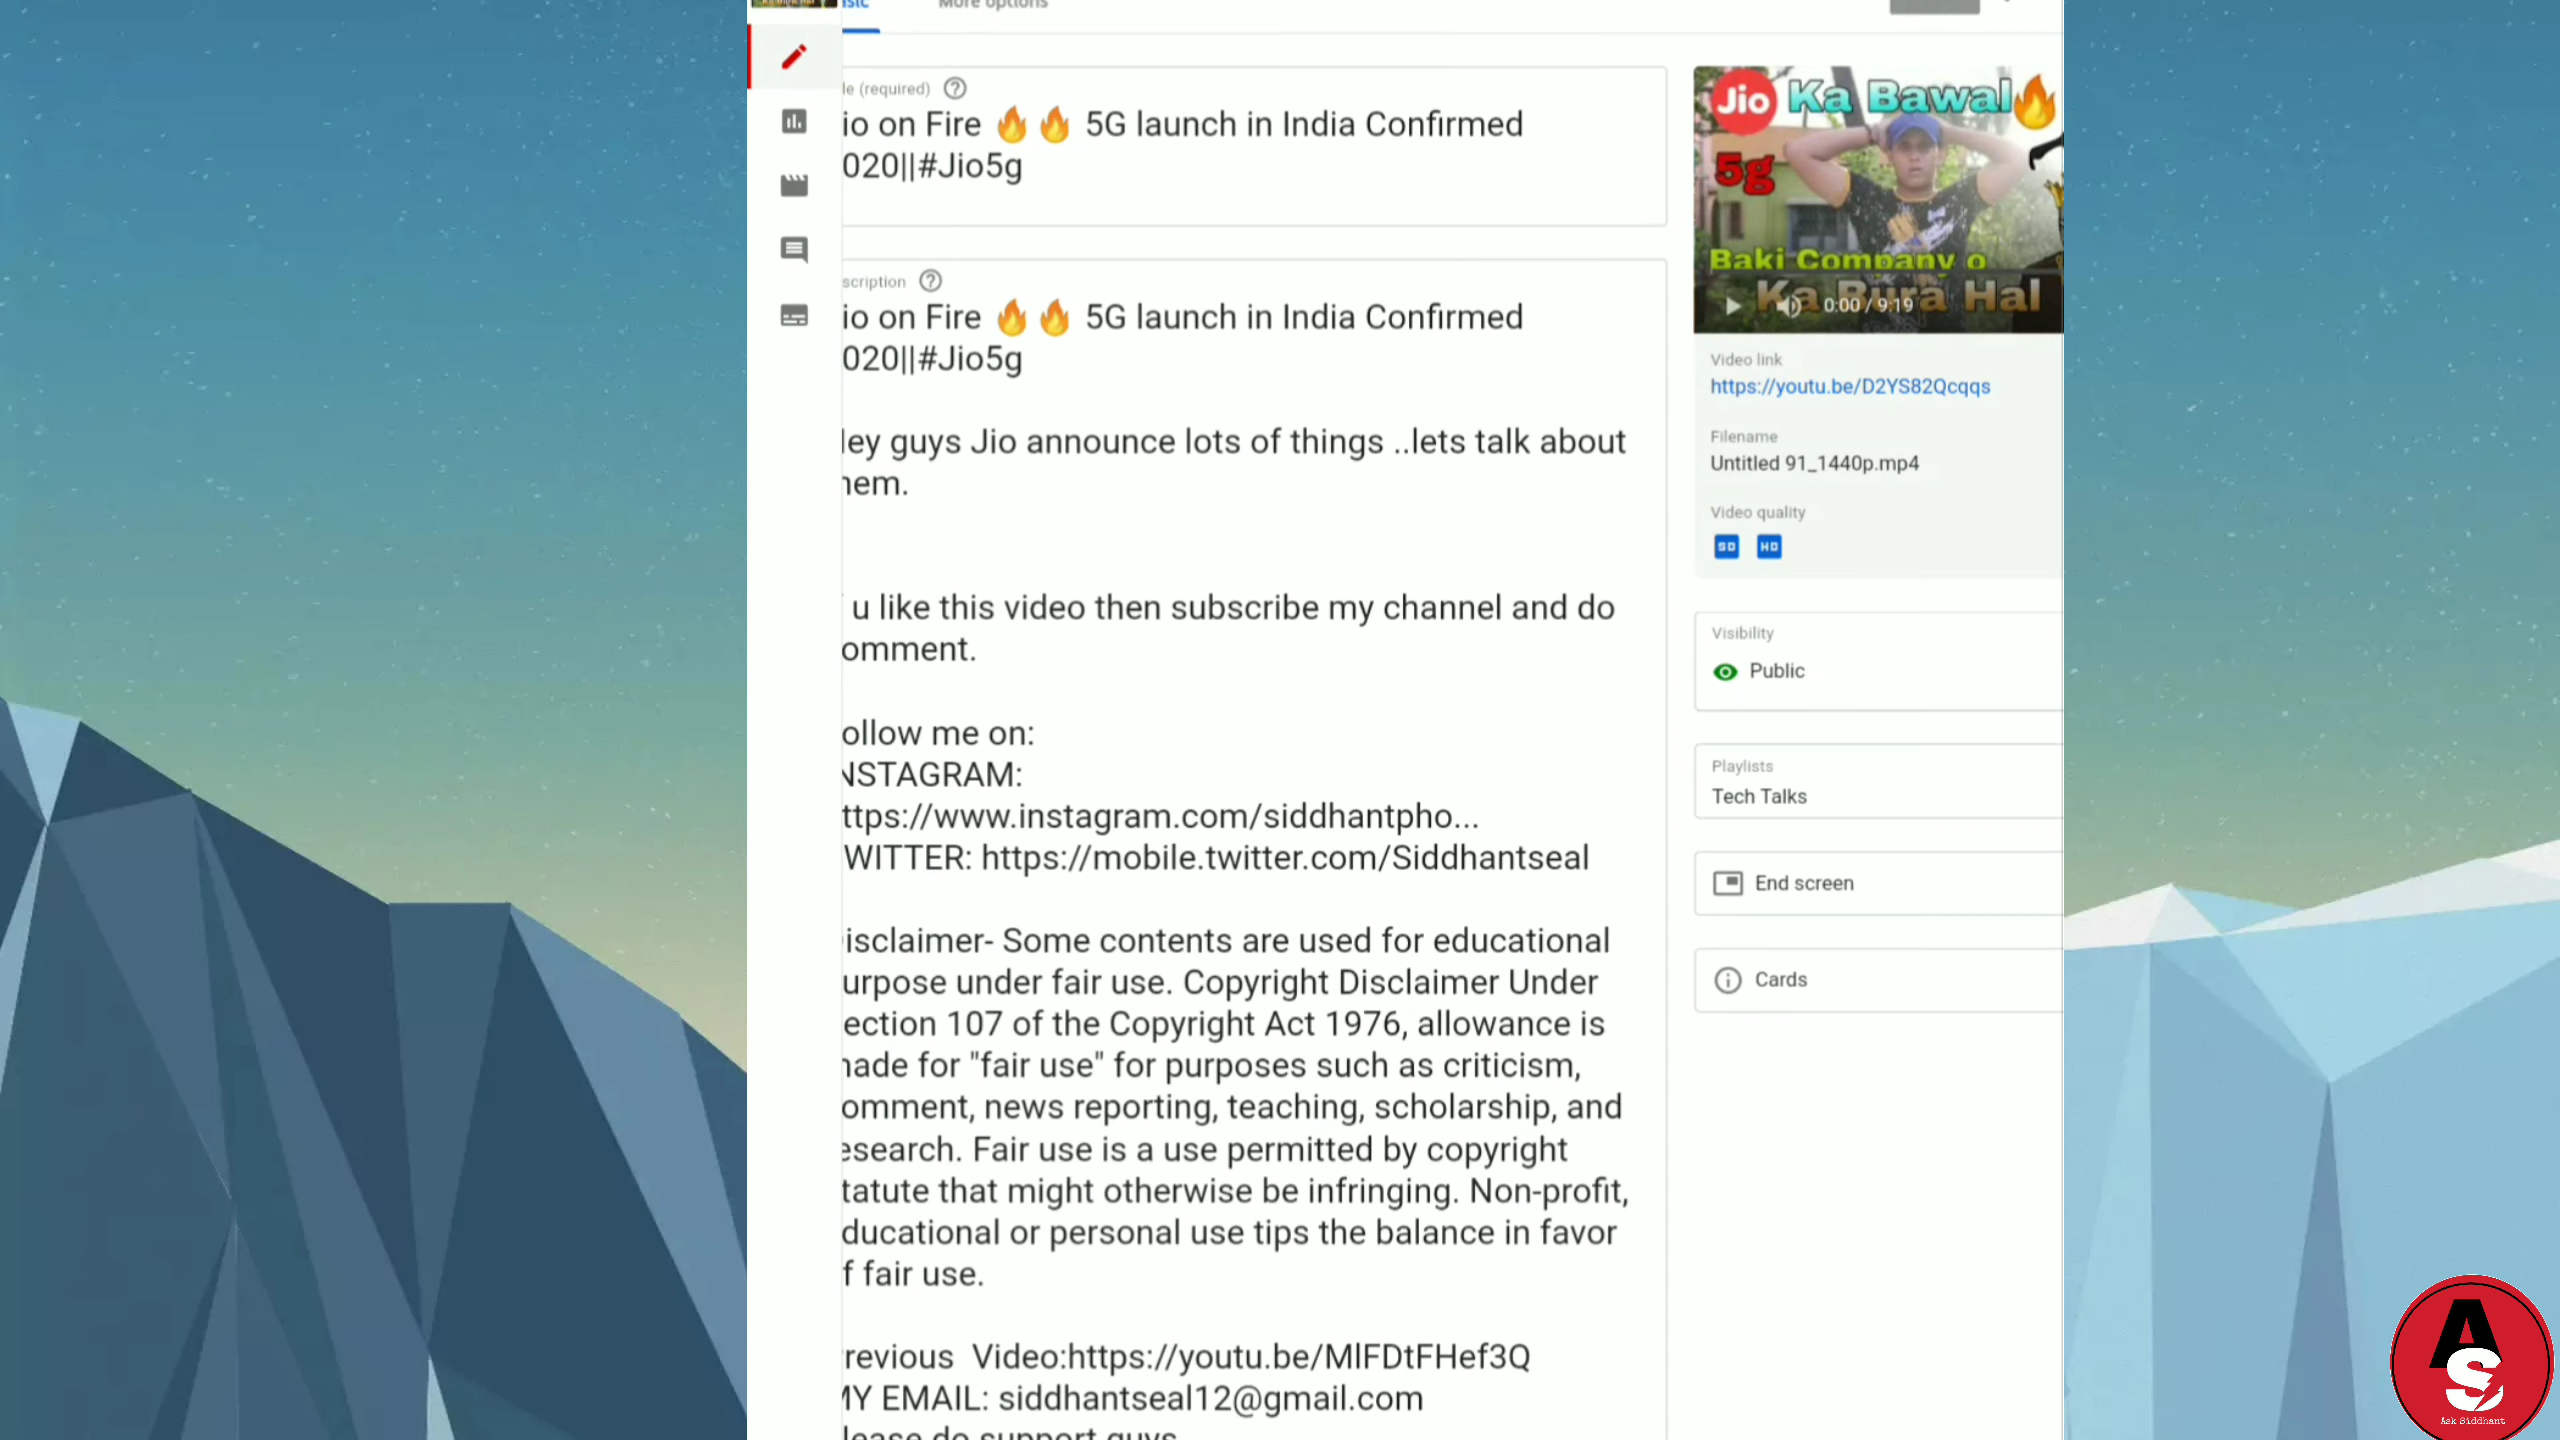 More options
le (required)
io on Fire 🔥🔥 5G launch in India Confirmed
020||#Jio5g
scription
io on Fire 🔥🔥 5G launch in India Confirmed
020||#Jio5g
ey guys Jio announce lots of things ..lets talk about
hem.
u like this video then subscribe my channel and do
omment.
ollow me on:
NSTAGRAM:
ttps://www.instagram.com/siddhantpho...
WITTER: https://mobile.twitter.com/Siddhantseal
isclaimer- Some contents are used for educational
urpose under fair use. Copyright Disclaimer Under
ection 107 of the Copyright Act 1976, allowance is
nade for "fair use" for purposes such as criticism,
omment, news reporting, teaching, scholarship, and
esearch. Fair use is a use permitted by copyright
tatute that might otherwise be infringing. Non-profit,
ducational or personal use tips the balance in favor
f fair use.
revious  Video:https://youtu.be/MlFDtFHef3Q
MY EMAIL: siddhantseal12@gmail.com
lease do support guys
Jio Ka Bawal🔥
5g
Baki Company o
Ka Bura Hal
0:00 / 9:19
Video link
https://youtu.be/D2YS82Qcqqs
Filename
Untitled 91_1440p.mp4
Video quality
SD HD
Visibility
Public
Playlists
Tech Talks
End screen
Cards
AS
Ask Siddhant